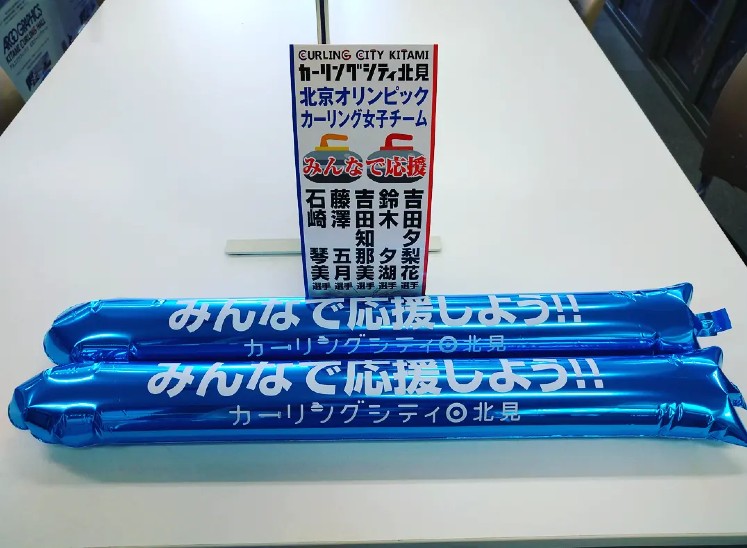 CURLING CITY KITAMI
カーリングシティ北見
北京オリンピック
カーリング女子チーム
みんなで応援
吉田夕梨花選手
鈴木夕湖選手
吉田知那美選手
藤澤五月選手
石崎琴美選手
みんなで応援しよう!!
カーリングシティ北見
みんなで応援しよう!!
カーリングシティ北見